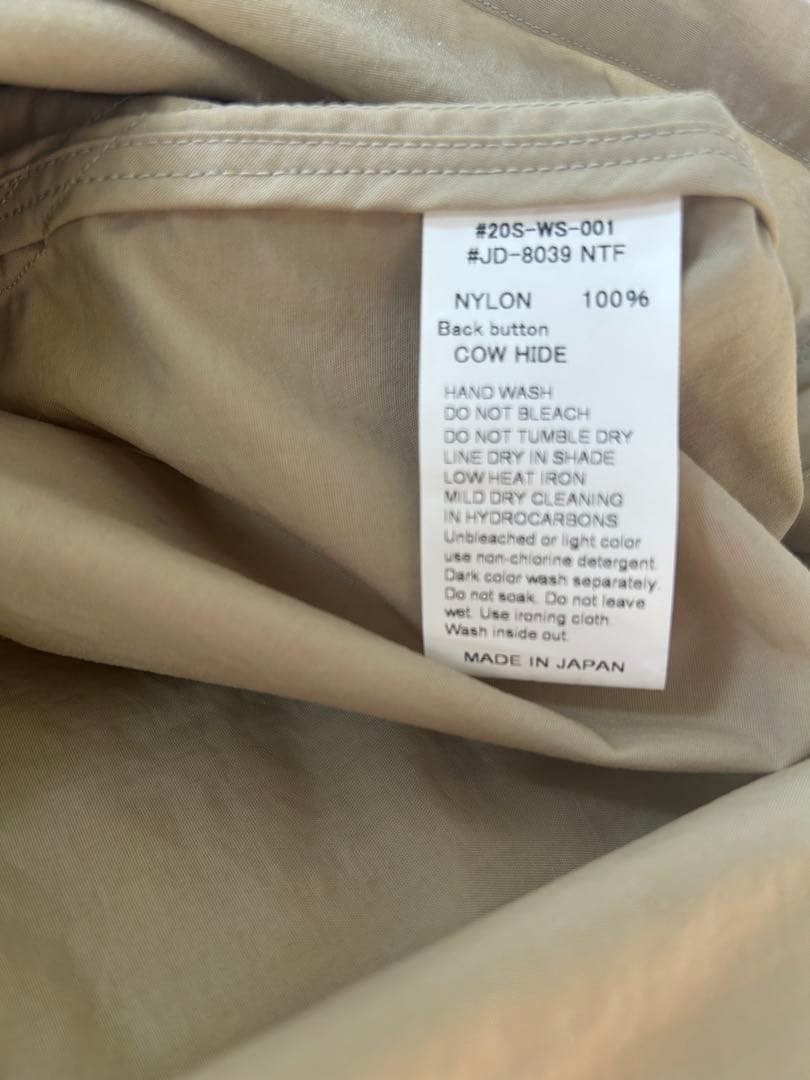 #20S-WS-001
#JD-8039 NTF
NYLON 100%
Back button
COW HIDE
HAND WASH
DO NOT BLEACH
DO NOT TUMBLE DRY
LINE DRY IN SHADE
LOW HEAT IRON
MILD DRY CLEANING
IN HYDROCARBONS
Unbleached or light color
use non-chlorine detergent.
Dark color wash separately.
Do not soak. Do not leave
wet. Use ironing cloth.
Wash inside out.
MADE IN JAPAN